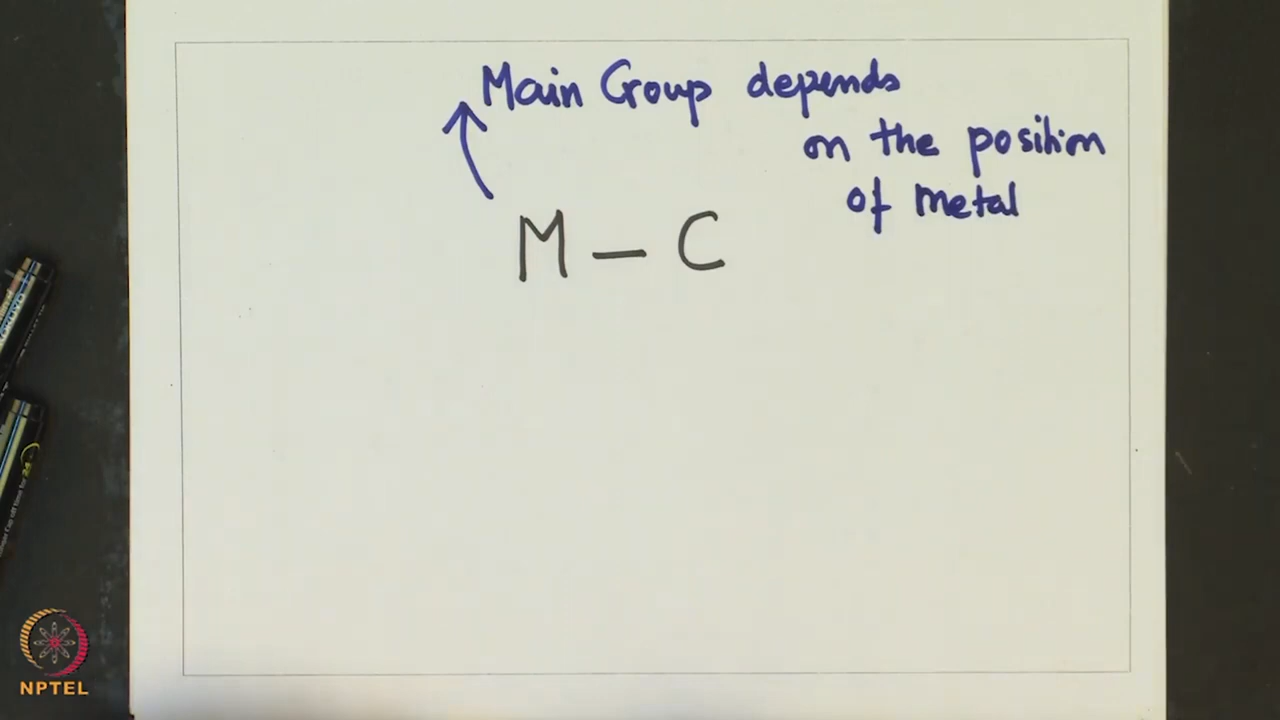 Main Group depends
on the position
of metal
M — C
NPTEL